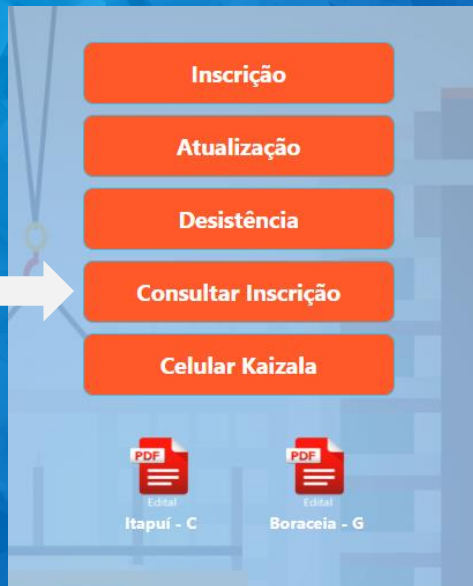 Inscrição
Atualização
Desistência
Consultar Inscrição
Celular Kaizala
PDF PDF
Edital Edital
Itapuí - C Boraceia - G